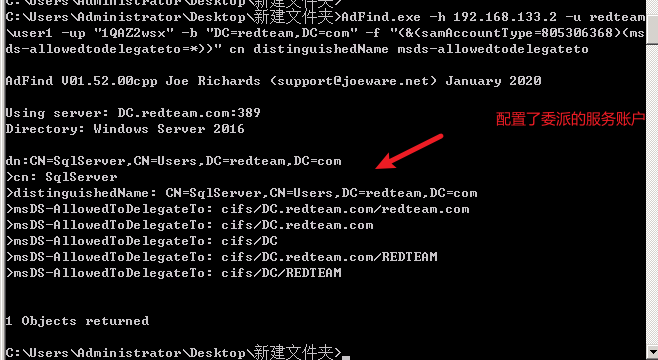 C:\Users\Administrator\Desktop\新建文件夹>
C:\Users\Administrator\Desktop\新建文件夹>AdFind.exe -h 192.168.133.2 -u redteam
\user1 -up "1QAZ2wsx" -b "DC=redteam,DC=com" -f "(&(samAccountType=805306368)(ms
ds-allowedtodelegateto=*))" cn distinguishedName msds-allowedtodelegateto
AdFind V01.52.00cpp Joe Richards (support@joeware.net) January 2020
Using server: DC.redteam.com:389
Directory: Windows Server 2016
配置了委派的服务账户
dn:CN=SqlServer,CN=Users,DC=redteam,DC=com
>cn: SqlServer
>distinguishedName: CN=SqlServer,CN=Users,DC=redteam,DC=com
>msDS-AllowedToDelegateTo: cifs/DC.redteam.com/redteam.com
>msDS-AllowedToDelegateTo: cifs/DC.redteam.com
>msDS-AllowedToDelegateTo: cifs/DC
>msDS-AllowedToDelegateTo: cifs/DC.redteam.com/REDTEAM
>msDS-AllowedToDelegateTo: cifs/DC/REDTEAM
1 Objects returned
C:\Users\Administrator\Desktop\新建文件夹>